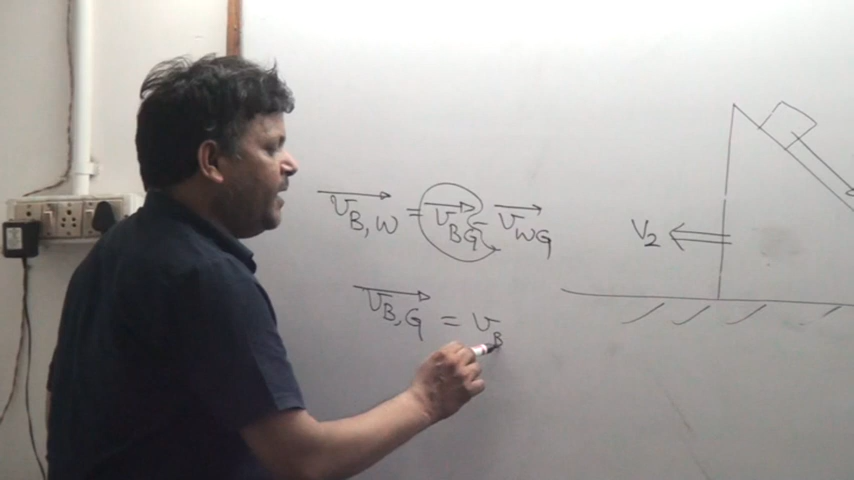 v⃗B,W = v⃗BG - v⃗WG
V2
v⃗B,G = vB